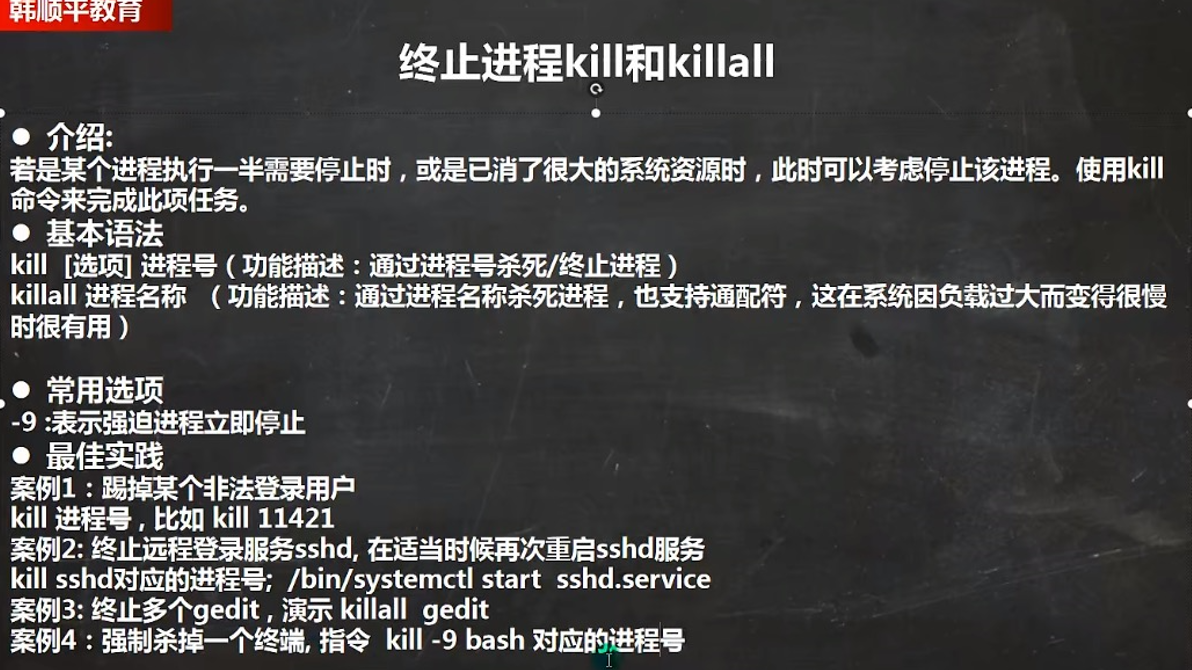 韩顺平教育
终止进程kill和killall
● 介绍:
若是某个进程执行一半需要停止时，或是已消了很大的系统资源时，此时可以考虑停止该进程。使用kill
命令来完成此项任务。
● 基本语法
kill  [选项] 进程号（功能描述：通过进程号杀死/终止进程）
killall 进程名称 （功能描述：通过进程名称杀死进程，也支持通配符，这在系统因负载过大而变得很慢
时很有用）
● 常用选项
-9 :表示强迫进程立即停止
● 最佳实践
案例1：踢掉某个非法登录用户
kill 进程号 , 比如 kill 11421
案例2: 终止远程登录服务sshd, 在适当时候再次重启sshd服务
kill sshd对应的进程号;  /bin/systemctl start  sshd.service
案例3: 终止多个gedit , 演示 killall  gedit
案例4：强制杀掉一个终端, 指令  kill -9 bash 对应的进程号